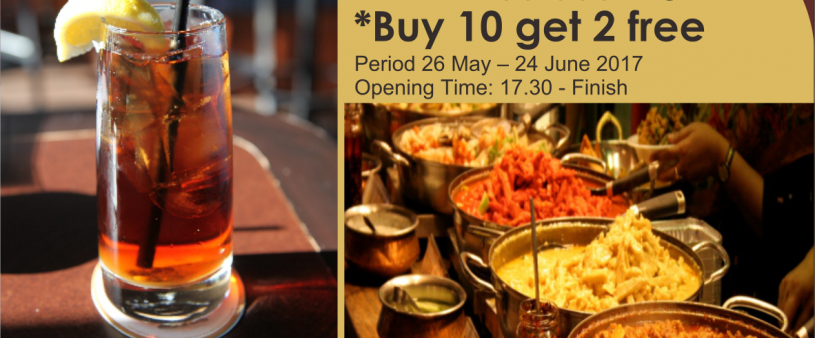 *Buy 10 get 2 free
Period 26 May – 24 June 2017
Opening Time: 17.30 - Finish